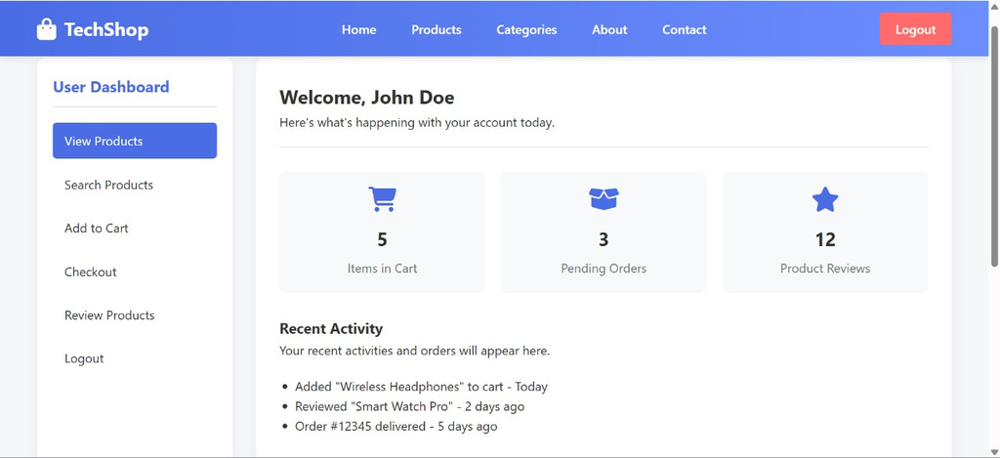 TechShop
Home
Products
Categories
About
Contact
Logout
User Dashboard
View Products
Search Products
Add to Cart
Checkout
Review Products
Logout
Welcome, John Doe
Here's what's happening with your account today.
5
Items in Cart
3
Pending Orders
12
Product Reviews
Recent Activity
Your recent activities and orders will appear here.
Added "Wireless Headphones" to cart - Today
Reviewed "Smart Watch Pro" - 2 days ago
Order #12345 delivered - 5 days ago